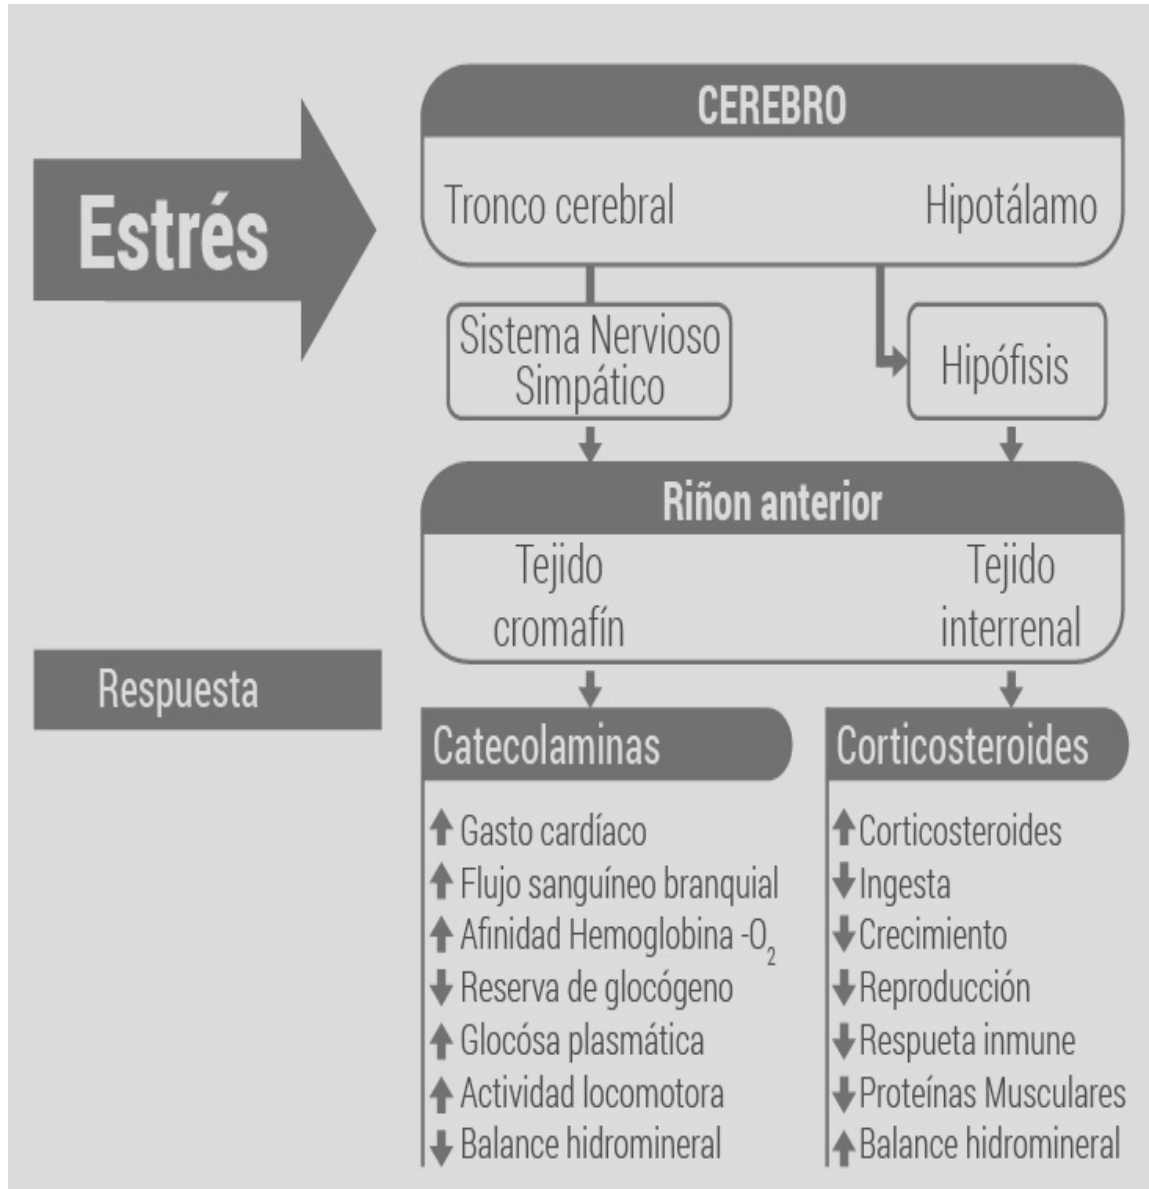 CEREBRO
Estrés
Tronco cerebral
Hipotálamo
Sistema Nervioso
Simpático
Hipófisis
Riñon anterior
Tejido
cromafín
Tejido
interrenal
Respuesta
Catecolaminas
Gasto cardíaco
Flujo sanguíneo branquial
Afinidad Hemoglobina -O₂
Reserva de glocógeno
Glocósa plasmática
Actividad locomotora
Balance hidromineral
Corticosteroides
Corticosteroides
Ingesta
Crecimiento
Reproducción
Respueta inmune
Proteínas Musculares
Balance hidromineral